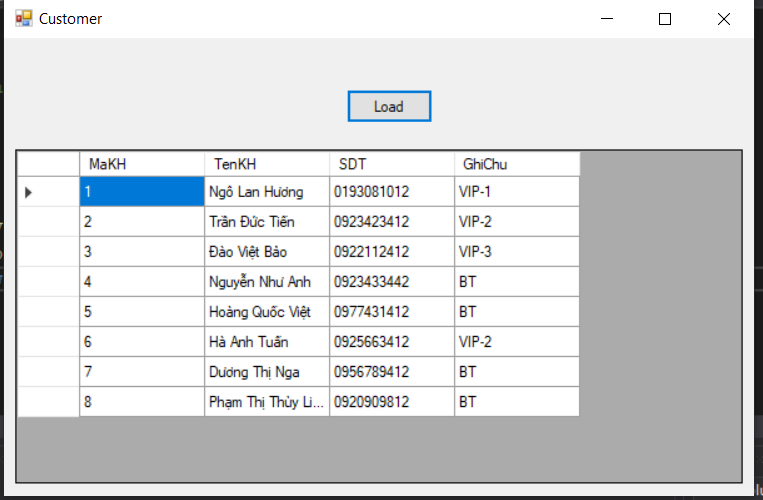 Customer
Load
MaKH TenKH SDT GhiChu
1 Ngô Lan Hương 0193081012 VIP-1
2 Trần Đức Tiến 0923423412 VIP-2
3 Đào Việt Bảo 0922112412 VIP-3
4 Nguyễn Như Anh 0923433442 BT
5 Hoàng Quốc Việt 0977431412 BT
6 Hà Anh Tuấn 0925663412 VIP-2
7 Dương Thị Nga 0956789412 BT
8 Phạm Thị Thùy Li... 0920909812 BT